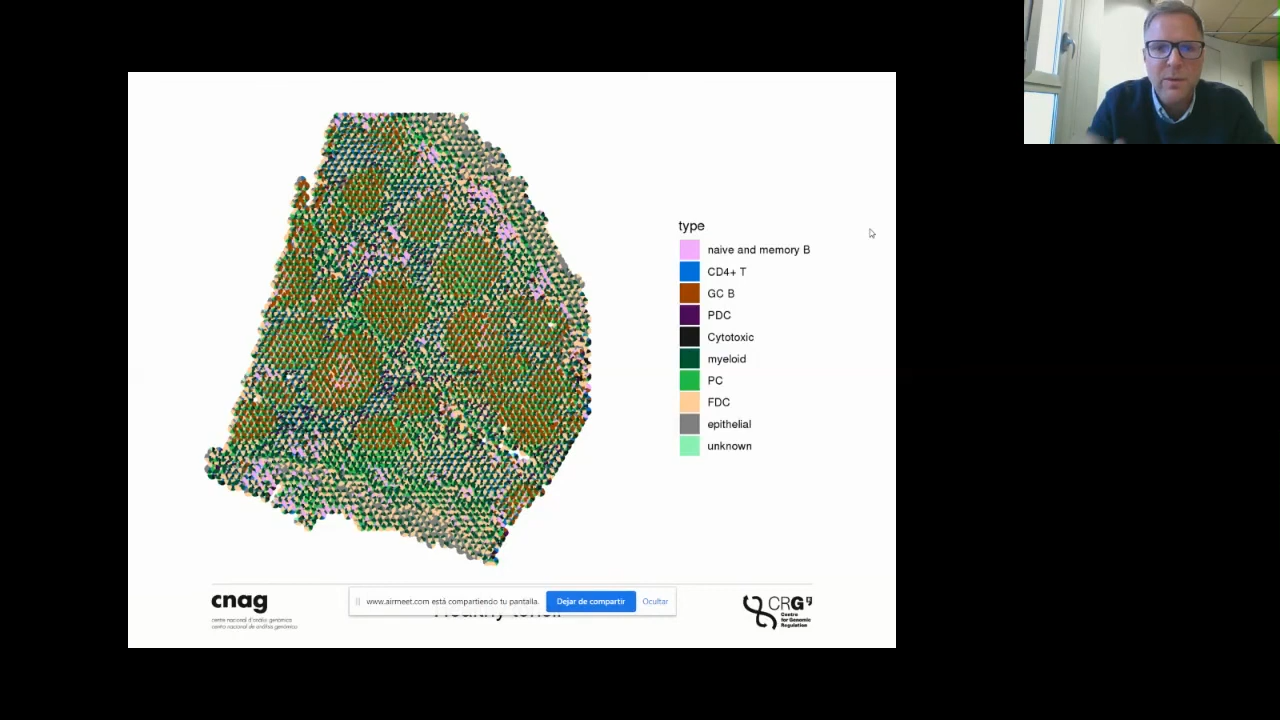 type
naive and memory B
CD4+ T
GC B
PDC
Cytotoxic
myeloid
PC
FDC
epithelial
unknown
cnag
centre nacional d'anàlisi genòmica
centro nacional de análisis genómico
www.airmeet.com está compartiendo tu pantalla.
Dejar de compartir
Ocultar
CRG
Centre
for Genomic
Regulation